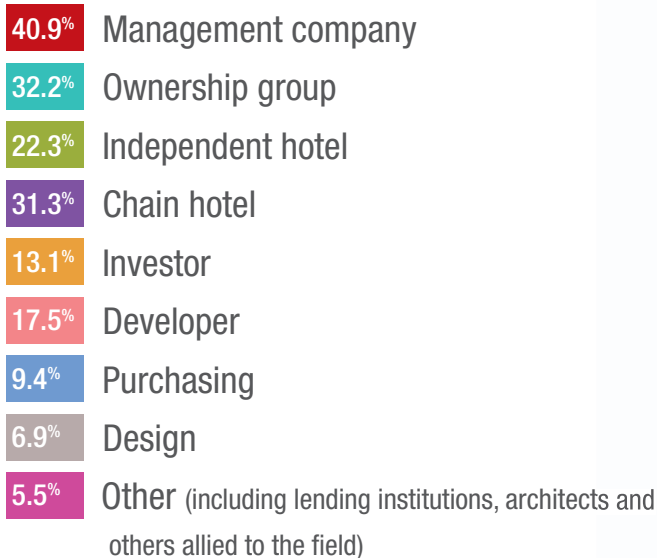 40.9% Management company
32.2% Ownership group
22.3% Independent hotel
31.3% Chain hotel
13.1% Investor
17.5% Developer
9.4% Purchasing
6.9% Design
5.5% Other (including lending institutions, architects and
others allied to the field)